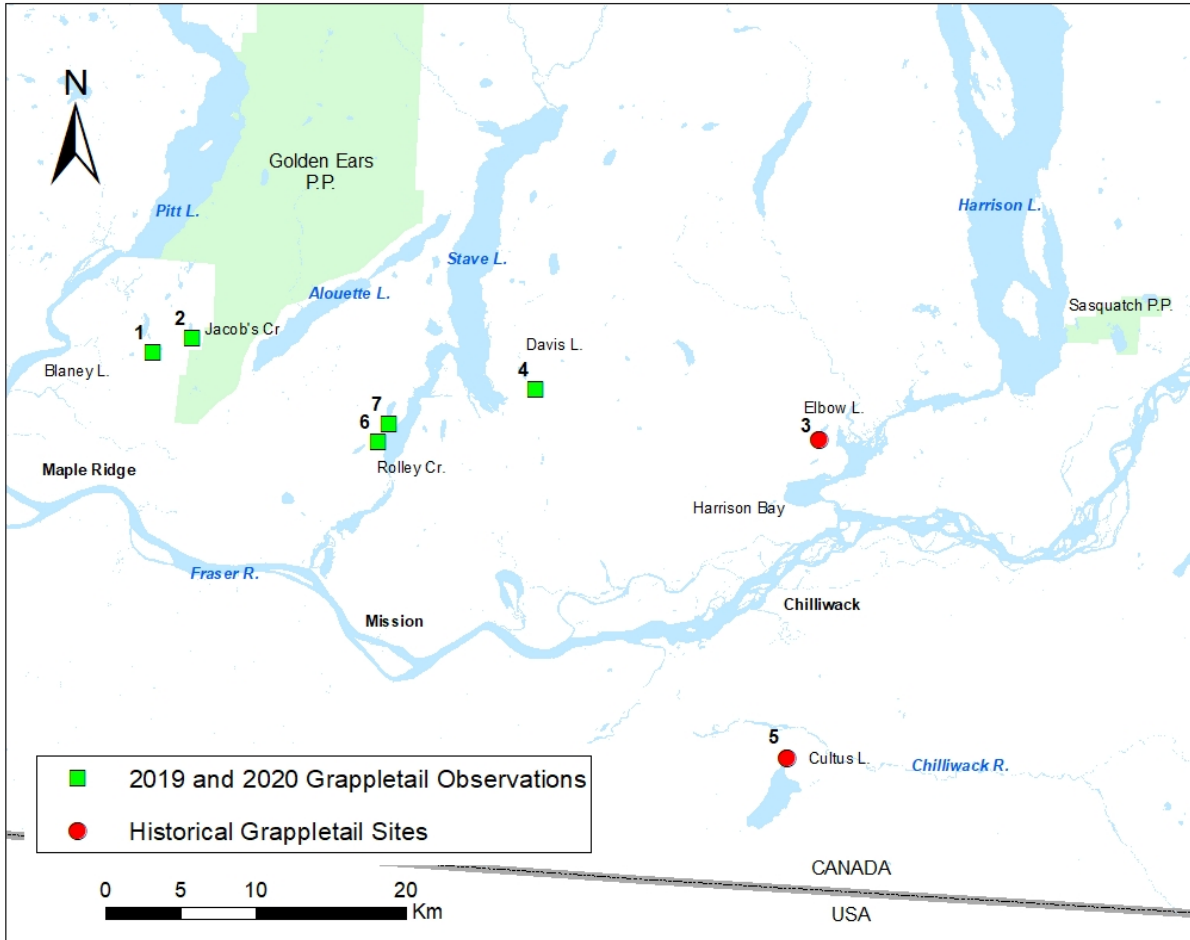 N
Golden Ears
P.P.
Pitt L.
Harrison L.
Stave L.
Alouette L.
Sasquatch P.P.
2
Jacob's Cr
1
Blaney L.
Davis L.
4
7
6
Rolley Cr.
Elbow L.
3
Maple Ridge
Harrison Bay
Fraser R.
Mission
Chilliwack
5
Cultus L.
Chilliwack R.
2019 and 2020 Grappletail Observations
Historical Grappletail Sites
CANADA
USA
0 5 10 20
Km